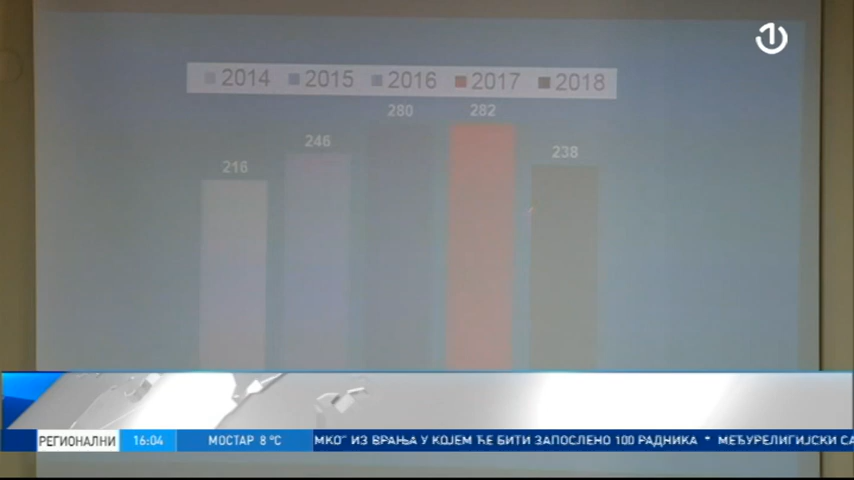 2014 2015 2016 2017 2018
216 246 280 282 238
РЕГИОНАЛНИ 16:04 МОСТАР 8 °C МКО" ИЗ ВРАЊА У КОЈЕМ ЋЕ БИТИ ЗАПОСЛЕНО 100 РАДНИКА * МЕЂУРЕЛИГИЈСКИ СА